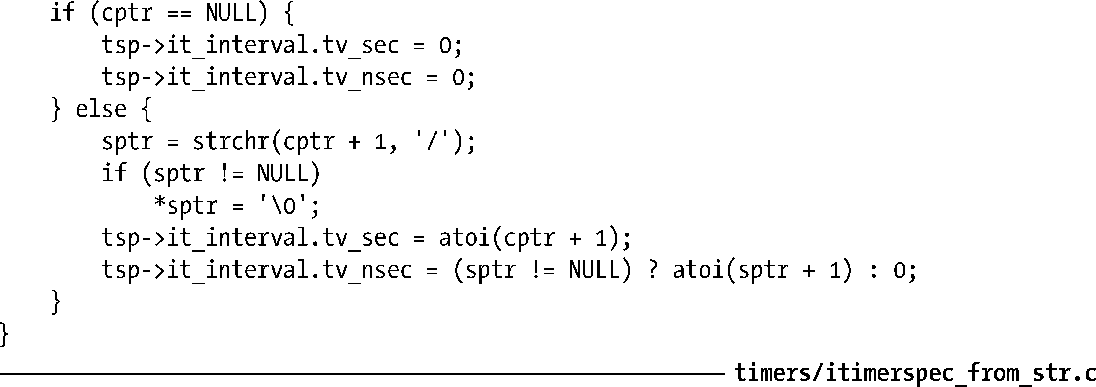 if (cptr == NULL) {
        tsp->it_interval.tv_sec = 0;
        tsp->it_interval.tv_nsec = 0;
    } else {
        sptr = strchr(cptr + 1, '/');
        if (sptr != NULL)
            *sptr = '\0';
        tsp->it_interval.tv_sec = atoi(cptr + 1);
        tsp->it_interval.tv_nsec = (sptr != NULL) ? atoi(sptr + 1) : 0;
    }
}
timers/itimerspec_from_str.c